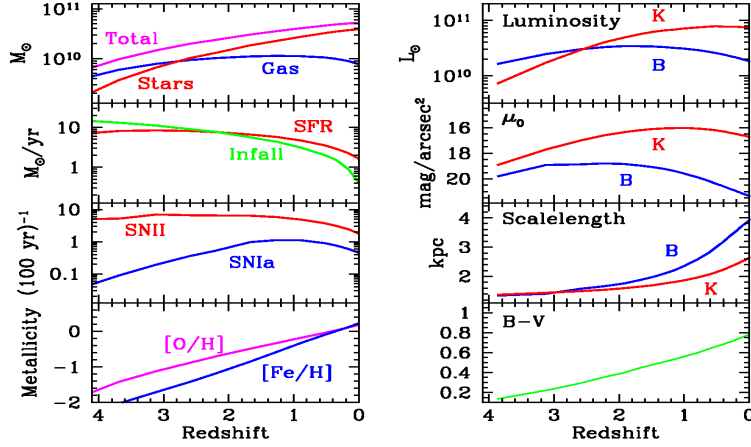 M⊙
10¹¹
10¹⁰
Total
Stars
Gas
M⊙/yr
10
1
SFR
Infall
(100 yr)⁻¹
10
1
0.1
SNII
SNIa
Metallicity
0
−1
−2
[O/H]
[Fe/H]
4 3 2 1 0
Redshift
L⊙
10¹¹
10¹⁰
Luminosity
K
B
mag/arcsec²
16
18
20
μ₀
K
B
kpc
4
3
2
Scalelength
B
K
1
0.8
0.6
0.4
0.2
B−V
4 3 2 1 0
Redshift